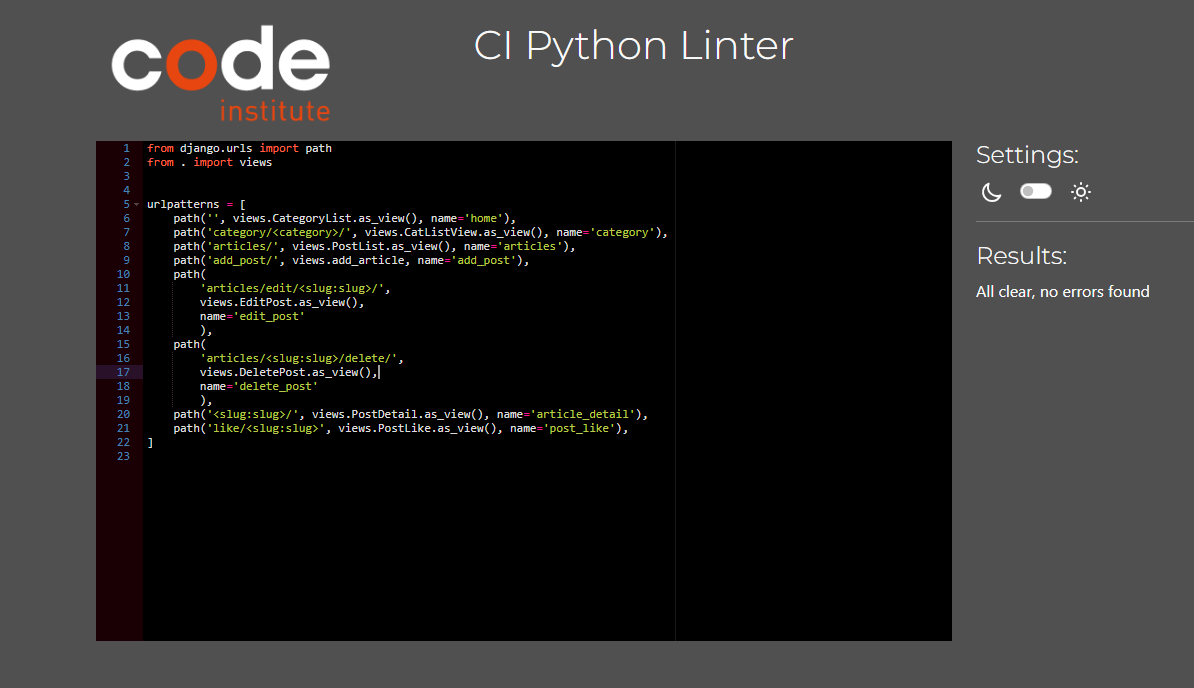 code
institute
CI Python Linter
1 from django.urls import path
2 from . import views
3
4
5 urlpatterns = [
6     path('', views.CategoryList.as_view(), name='home'),
7     path('category/<category>/', views.CatListView.as_view(), name='category'),
8     path('articles/', views.PostList.as_view(), name='articles'),
9     path('add_post/', views.add_article, name='add_post'),
10     path(
11         'articles/edit/<slug:slug>/',
12         views.EditPost.as_view(),
13         name='edit_post'
14         ),
15     path(
16         'articles/<slug:slug>/delete/',
17         views.DeletePost.as_view(),
18         name='delete_post'
19         ),
20     path('<slug:slug>/', views.PostDetail.as_view(), name='article_detail'),
21     path('like/<slug:slug>', views.PostLike.as_view(), name='post_like'),
22 ]
23
Settings:
Results:
All clear, no errors found